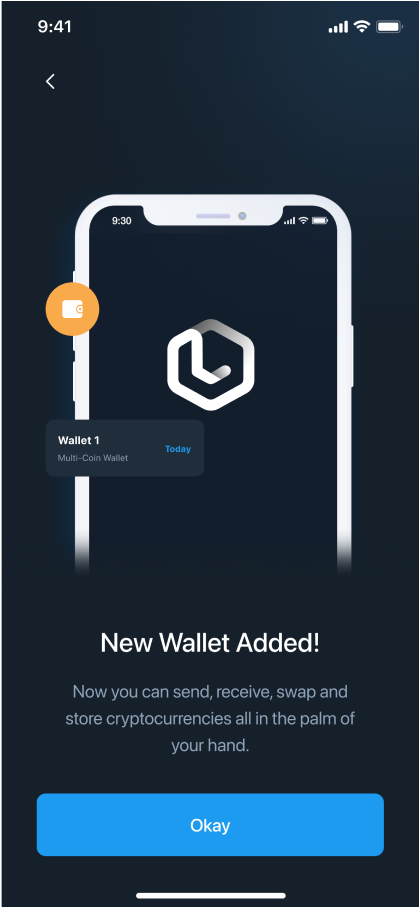 9:41
9:30
Wallet 1
Multi-Coin Wallet
Today
New Wallet Added!
Now you can send, receive, swap and
store cryptocurrencies all in the palm of
your hand.
Okay